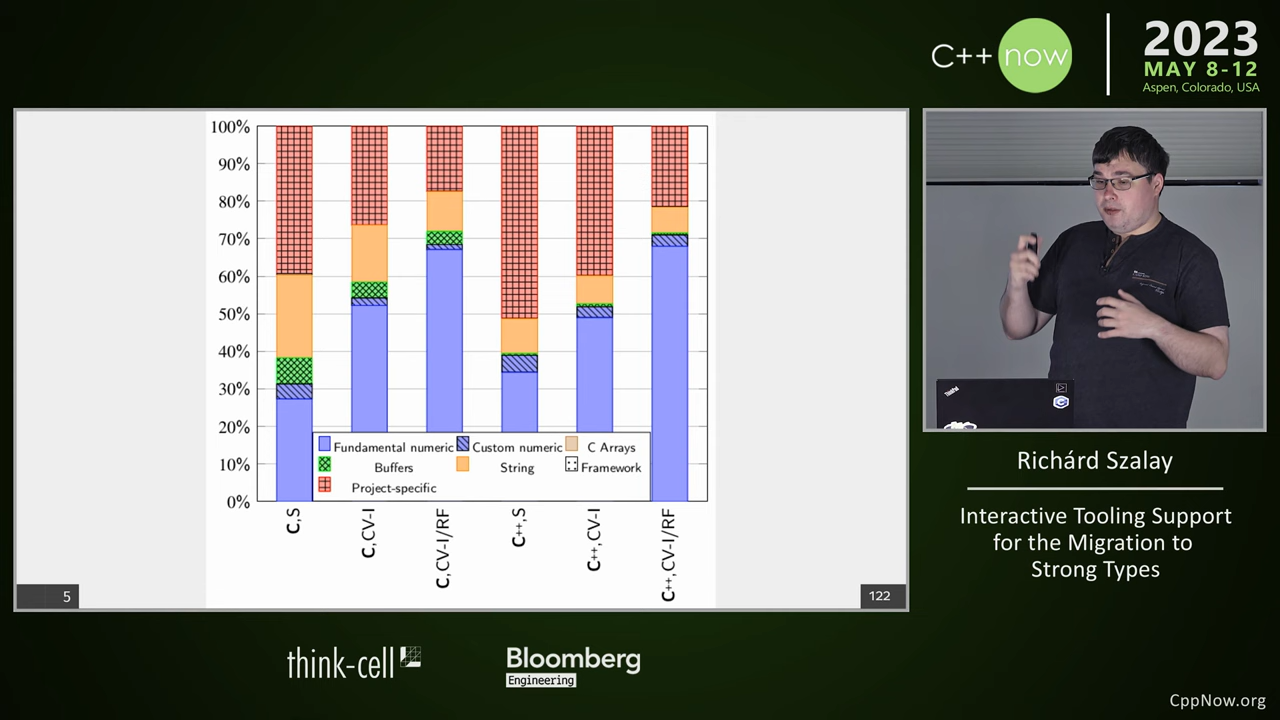 C++ now
2023
MAY 8-12
Aspen, Colorado, USA
100%
90%
80%
70%
60%
50%
40%
30%
20%
10%
0%
Fundamental numeric
Custom numeric
C Arrays
Buffers
String
Framework
Project-specific
C,S
C,CV-I
C,CV-I/RF
C++,S
C++,CV-I
C++,CV-I/RF
5
122
Richárd Szalay
Interactive Tooling Support
for the Migration to
Strong Types
think-cell
Bloomberg
Engineering
CppNow.org